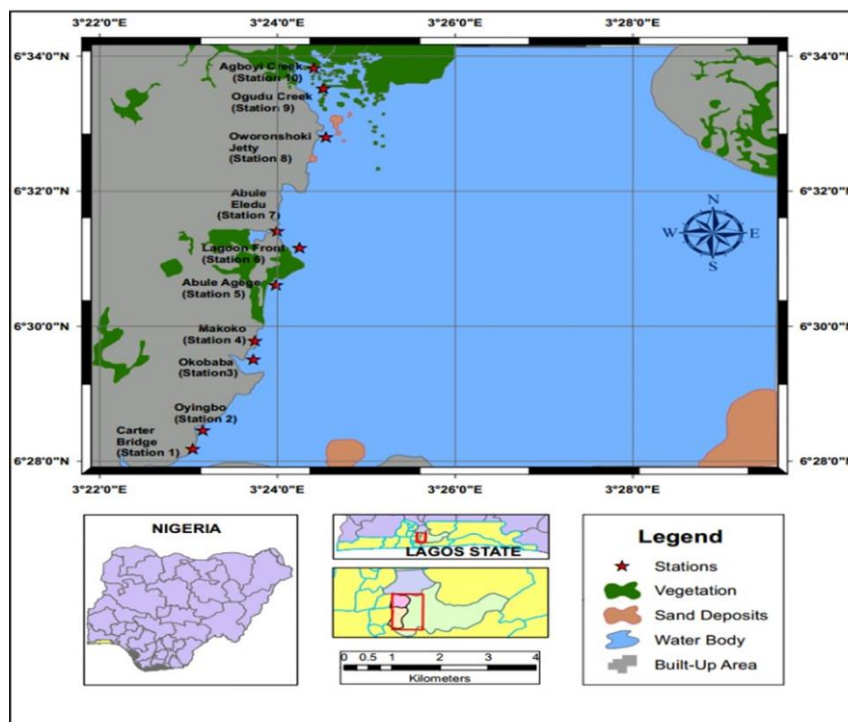 3°22'0"E 3°24'0"E 3°26'0"E 3°28'0"E
6°34'0"N 6°34'0"N
Agboyi Creek
(Station 10)
Ogudu Creek
(Station 9)
Oworonshoki
Jetty
(Station 8)
6°32'0"N 6°32'0"N
Abule
Eledu
(Station 7)
Lagoon Front
(Station 6)
Abule Agege
(Station 5)
N
W E
S
6°30'0"N 6°30'0"N
Makoko
(Station 4)
Okobaba
(Station3)
Oyingbo
(Station 2)
Carter
Bridge
(Station 1)
6°28'0"N 6°28'0"N
3°22'0"E 3°24'0"E 3°26'0"E 3°28'0"E
NIGERIA
LAGOS STATE
0 0.5 1 2 3 4
Kilometers
Legend
Stations
Vegetation
Sand Deposits
Water Body
Built-Up Area